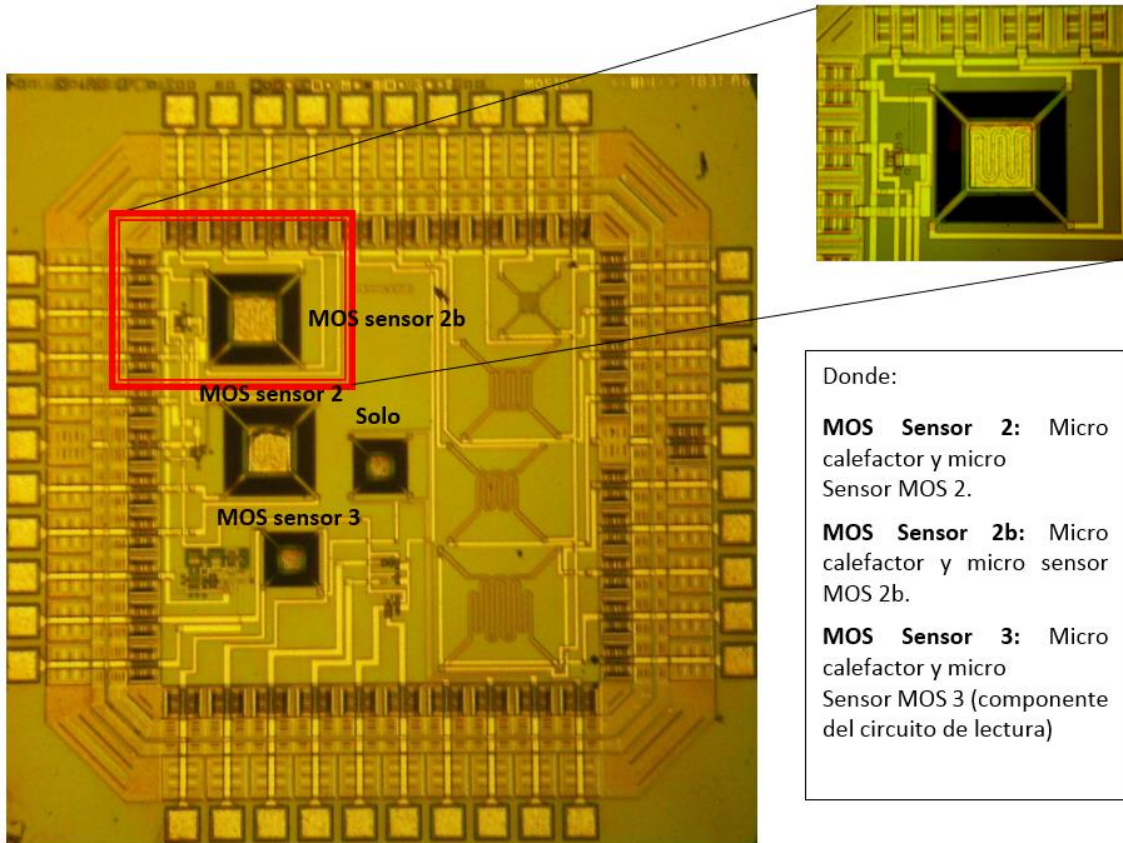 MOS sensor 2b
MOS sensor 2
Solo
MOS sensor 3
Donde:
MOS Sensor 2: Micro
calefactor y micro
Sensor MOS 2.
MOS Sensor 2b: Micro
calefactor y micro sensor
MOS 2b.
MOS Sensor 3: Micro
calefactor y micro
Sensor MOS 3 (componente
del circuito de lectura)